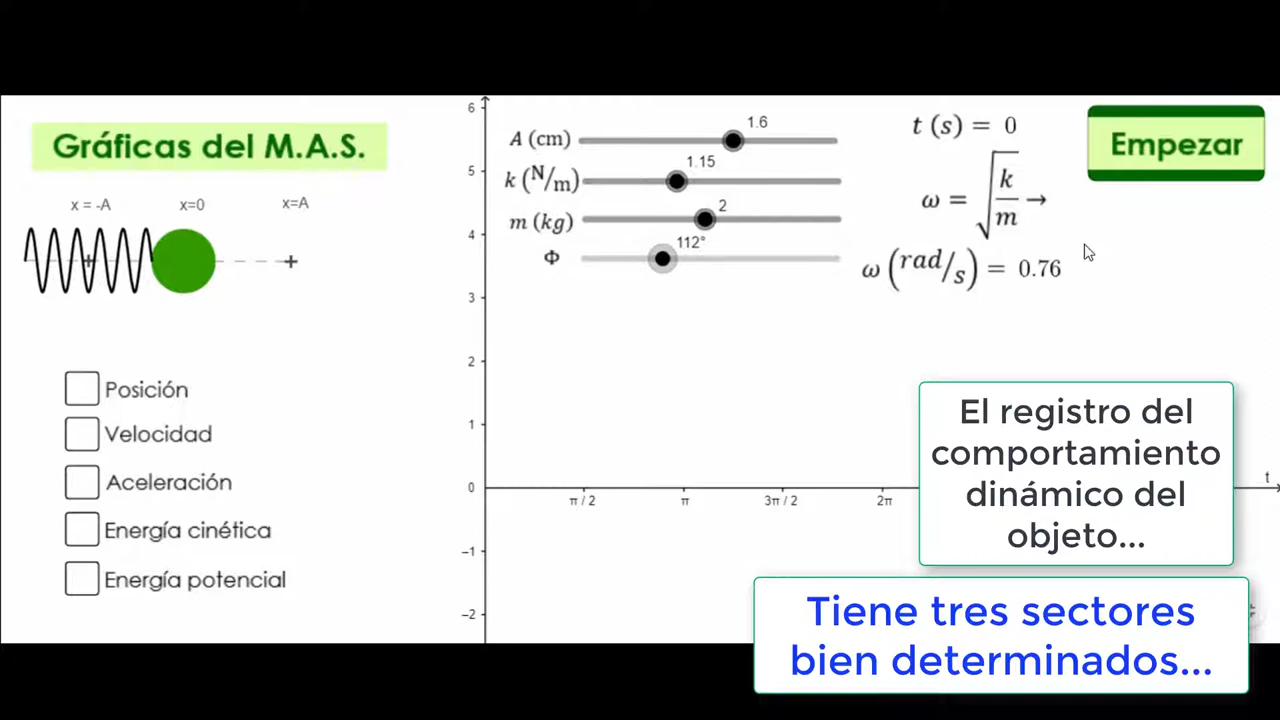 Gráficas del M.A.S.
x = -A
x=0
x=A
Posición
Velocidad
Aceleración
Energía cinética
Energía potencial
6
5
4
3
2
1
0
−1
−2
π / 2
π
3π / 2
2π
t
A (cm)
1.6
k (N/m)
1.15
m (kg)
2
Φ
112°
t (s) = 0
ω = √k/m →
ω (rad/s) = 0.76
Empezar
El registro del
comportamiento
dinámico del
objeto...
Tiene tres sectores
bien determinados...